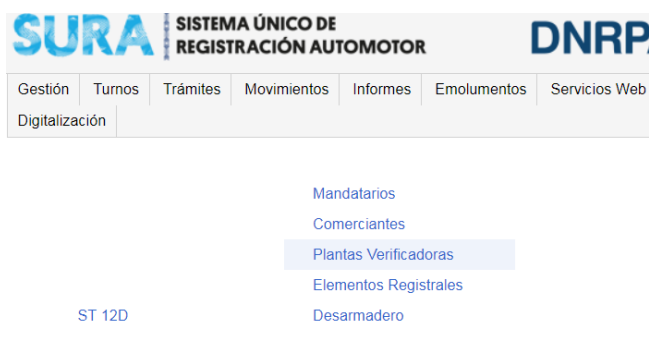 SURA SISTEMA ÚNICO DE
REGISTRACIÓN AUTOMOTOR
Gestión Turnos Trámites Movimientos Informes Emolumentos Servicios Web
Digitalización
Mandatarios
Comerciantes
Plantas Verificadoras
Elementos Registrales
ST 12D Desarmadero